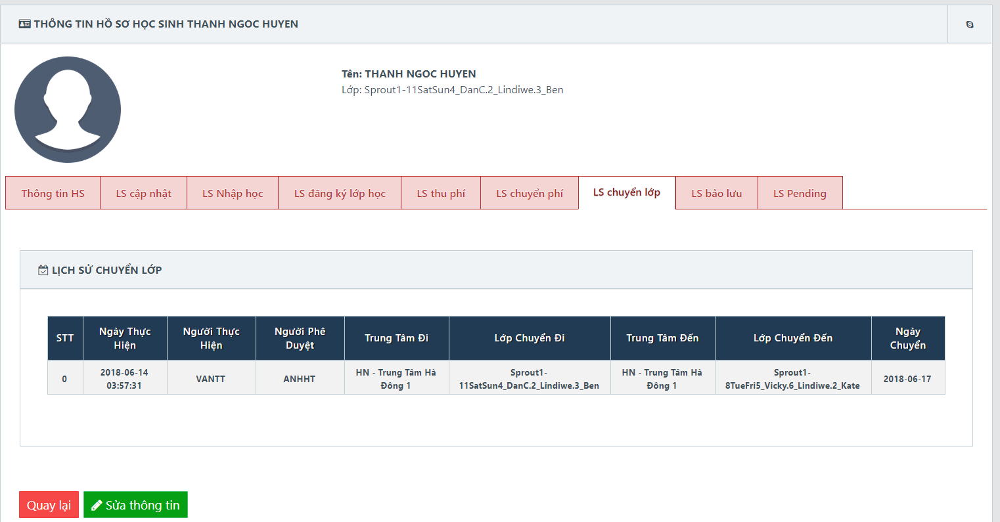 THÔNG TIN HỒ SƠ HỌC SINH THANH NGOC HUYEN
Tên: THANH NGOC HUYEN
Lớp: Sprout1-11SatSun4_DanC.2_Lindiwe.3_Ben
Thông tin HS
LS cập nhật
LS Nhập học
LS đăng ký lớp học
LS thu phí
LS chuyển phí
LS chuyển lớp
LS bảo lưu
LS Pending
LỊCH SỬ CHUYỂN LỚP
STT
Ngày Thực
Hiện
Người Thực
Hiện
Người Phê
Duyệt
Trung Tâm Đi
Lớp Chuyển Đi
Trung Tâm Đến
Lớp Chuyển Đến
Ngày
Chuyển
0
2018-06-14
03:57:31
VANTT
ANHHT
HN - Trung Tâm Hà
Đông 1
Sprout1-
11SatSun4_DanC.2_Lindiwe.3_Ben
HN - Trung Tâm Hà
Đông 1
Sprout1-
8TueFri5_Vicky.6_Lindiwe.2_Kate
2018-06-17
Quay lại
Sửa thông tin